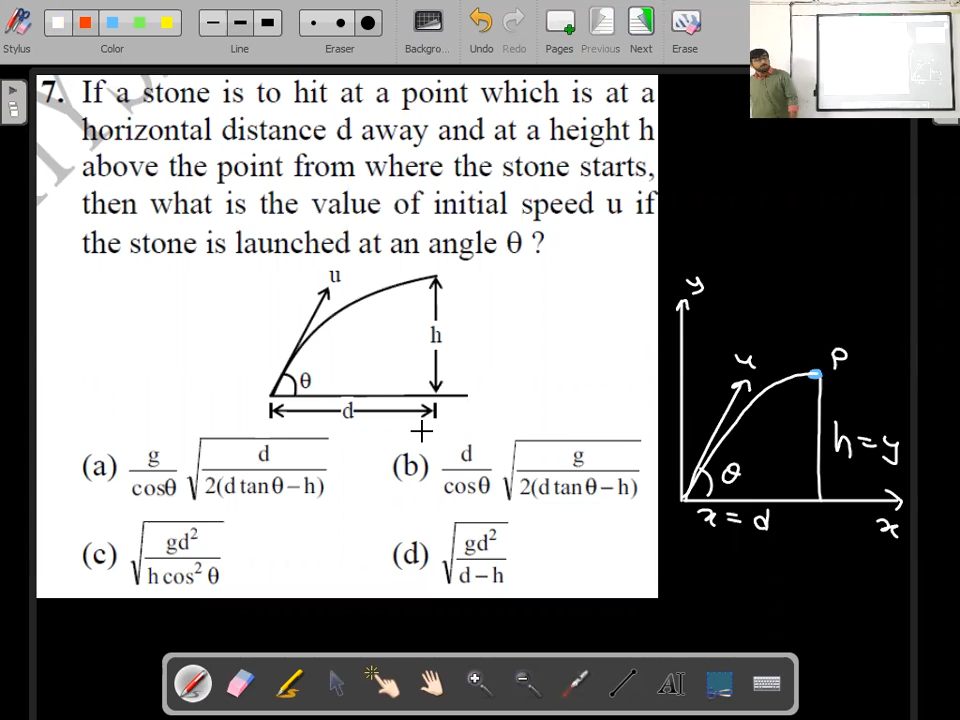 Stylus
Color
Line
Eraser
Backgro...
Undo
Redo
Pages
Previous
Next
Erase
7. If a stone is to hit at a point which is at a
horizontal distance d away and at a height h
above the point from where the stone starts,
then what is the value of initial speed u if
the stone is launched at an angle θ ?
u
h
θ
d
(a) g/cosθ √(d/2(d tanθ−h))
(b) d/cosθ √(g/2(d tanθ−h))
(c) √(gd²/h cos² θ)
(d) √(gd²/d−h)
y
u
P
h = y
θ
x = d
x
AI